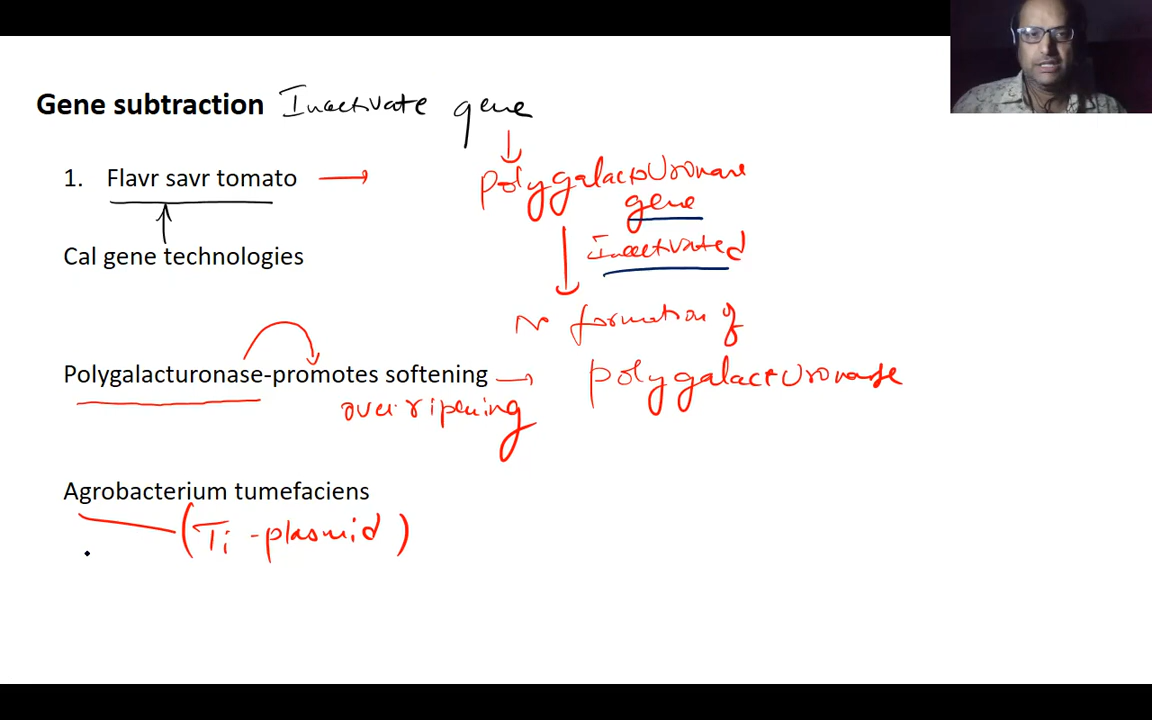 Gene subtraction Inactivate gene
1. Flavr savr tomato → polygalacturonase
gene
Inactivated
Cal gene technologies
No formation of
Polygalacturonase-promotes softening → polygalacturonase
over ripening
Agrobacterium tumefaciens
(Ti-plasmid)